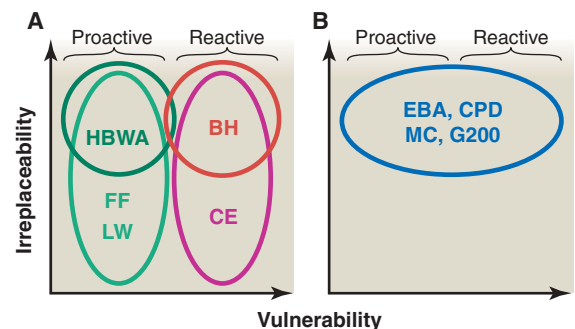 A
Proactive Reactive
HBWA
BH
FF
LW
CE
Irreplaceability
B
Proactive Reactive
EBA, CPD
MC, G200
Vulnerability